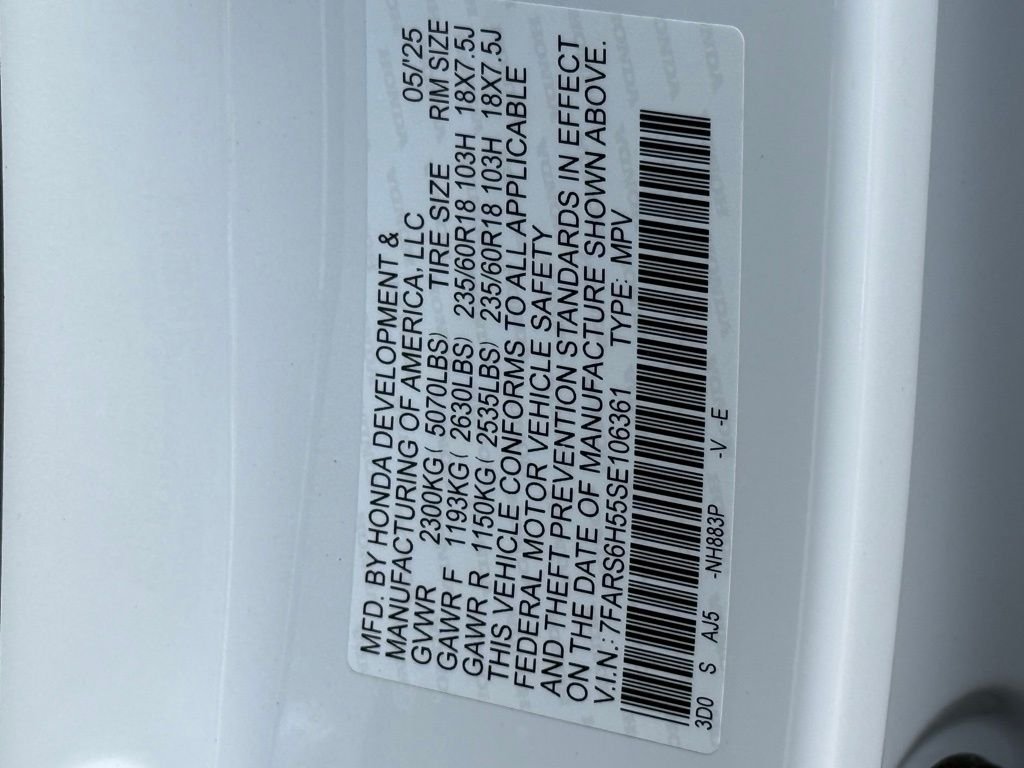 MFD. BY HONDA DEVELOPMENT &
MANUFACTURING OF AMERICA, LLC 05/'25
GVWR 2300KG( 5070LBS) TIRE SIZE RIM SIZE
GAWR F 1193KG( 2630LBS) 235/60R18 103H 18X7.5J
GAWR R 1150KG( 2535LBS) 235/60R18 103H 18X7.5J
THIS VEHICLE CONFORMS TO ALL APPLICABLE
FEDERAL MOTOR VEHICLE SAFETY
AND THEFT PREVENTION STANDARDS IN EFFECT
ON THE DATE OF MANUFACTURE SHOWN ABOVE.
V.I.N.: 7FARS6H55SE106361 TYPE: MPV
3D0 S AJ5 -NH883P -V -E